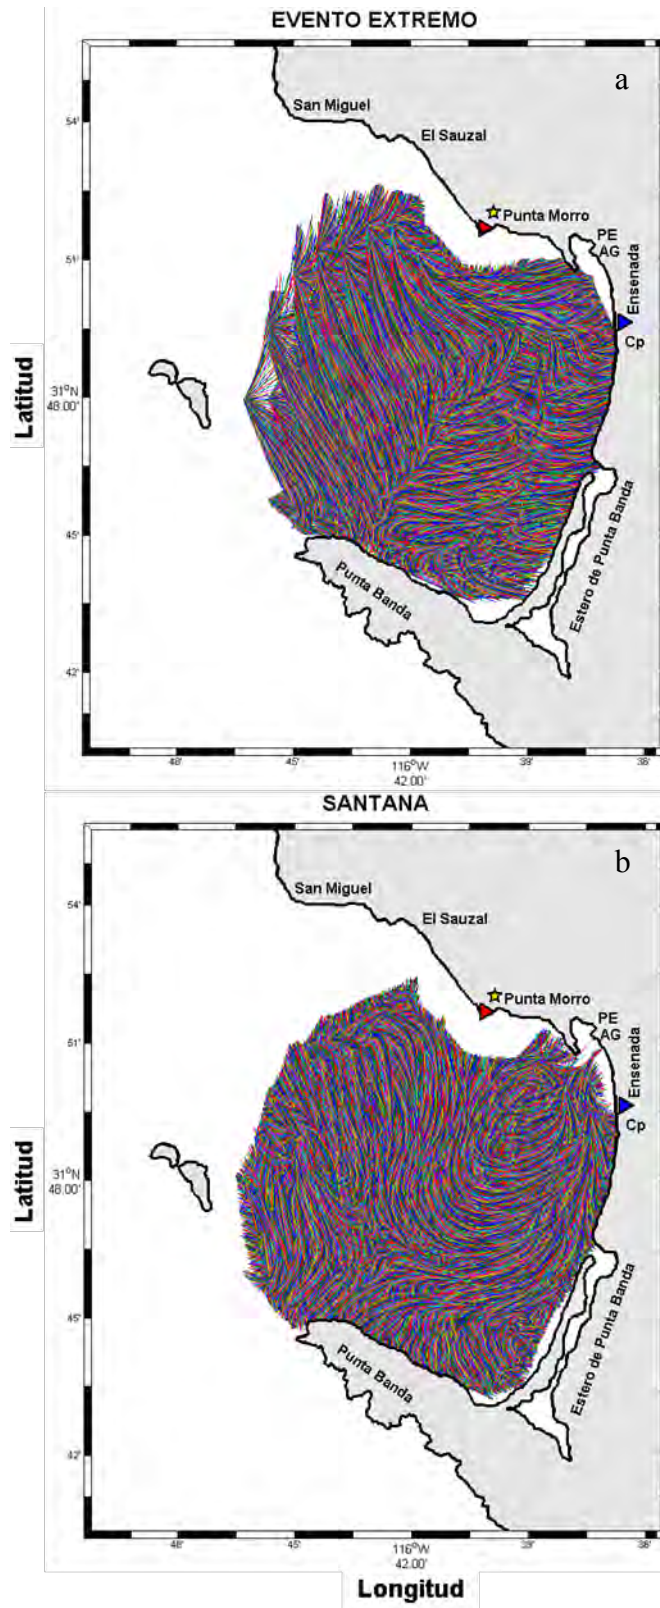 EVENTO EXTREMO
a
San Miguel
54'
El Sauzal
Punta Morro
PE
AG
51'
Ensenada
Cp
Latitud
31°N
48.00'
45'
Punta Banda
Estero de Punta Banda
42'
48'
45'
116°W
42.00'
39'
36'
SANTANA
b
San Miguel
54'
El Sauzal
Punta Morro
PE
AG
51'
Ensenada
Cp
Latitud
31°N
48.00'
45'
Punta Banda
Estero de Punta Banda
42'
48'
45'
116°W
42.00'
39'
36'
Longitud